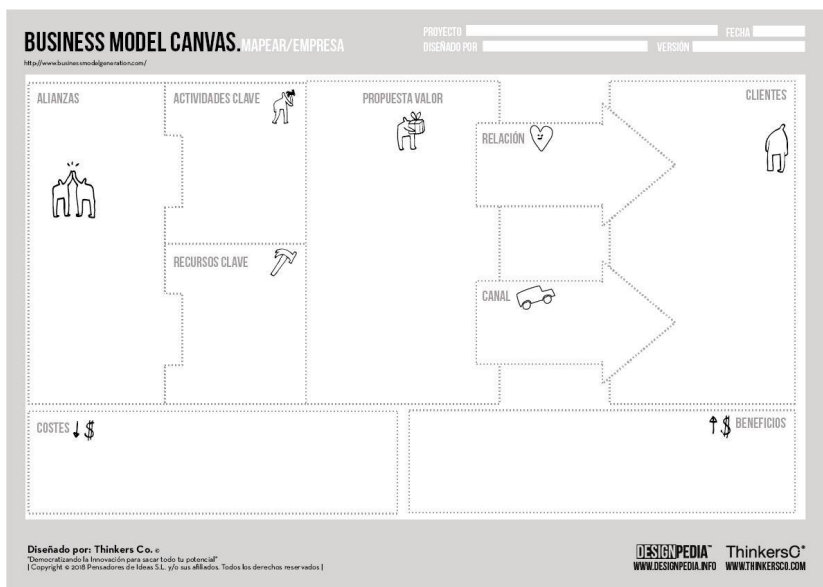 BUSINESS MODEL CANVAS. MAPEAR/EMPRESA
http://www.businessmodelgeneration.com/
PROYECTO
FECHA
DISEÑADO POR
VERSIÓN
ALIANZAS
ACTIVIDADES CLAVE
PROPUESTA VALOR
RELACIÓN
CLIENTES
RECURSOS CLAVE
CANAL
COSTES ↓ $
↑ $ BENEFICIOS
Diseñado por: Thinkers Co. ©
"Democratizando la Innovación para sacar todo tu potencial"
| Copyright © 2018 Pensadores de Ideas S.L. y/o sus afiliados. Todos los derechos reservados |
DESIGNPEDIA™
WWW.DESIGNPEDIA.INFO
ThinkersC*
WWW.THINKERSCO.COM